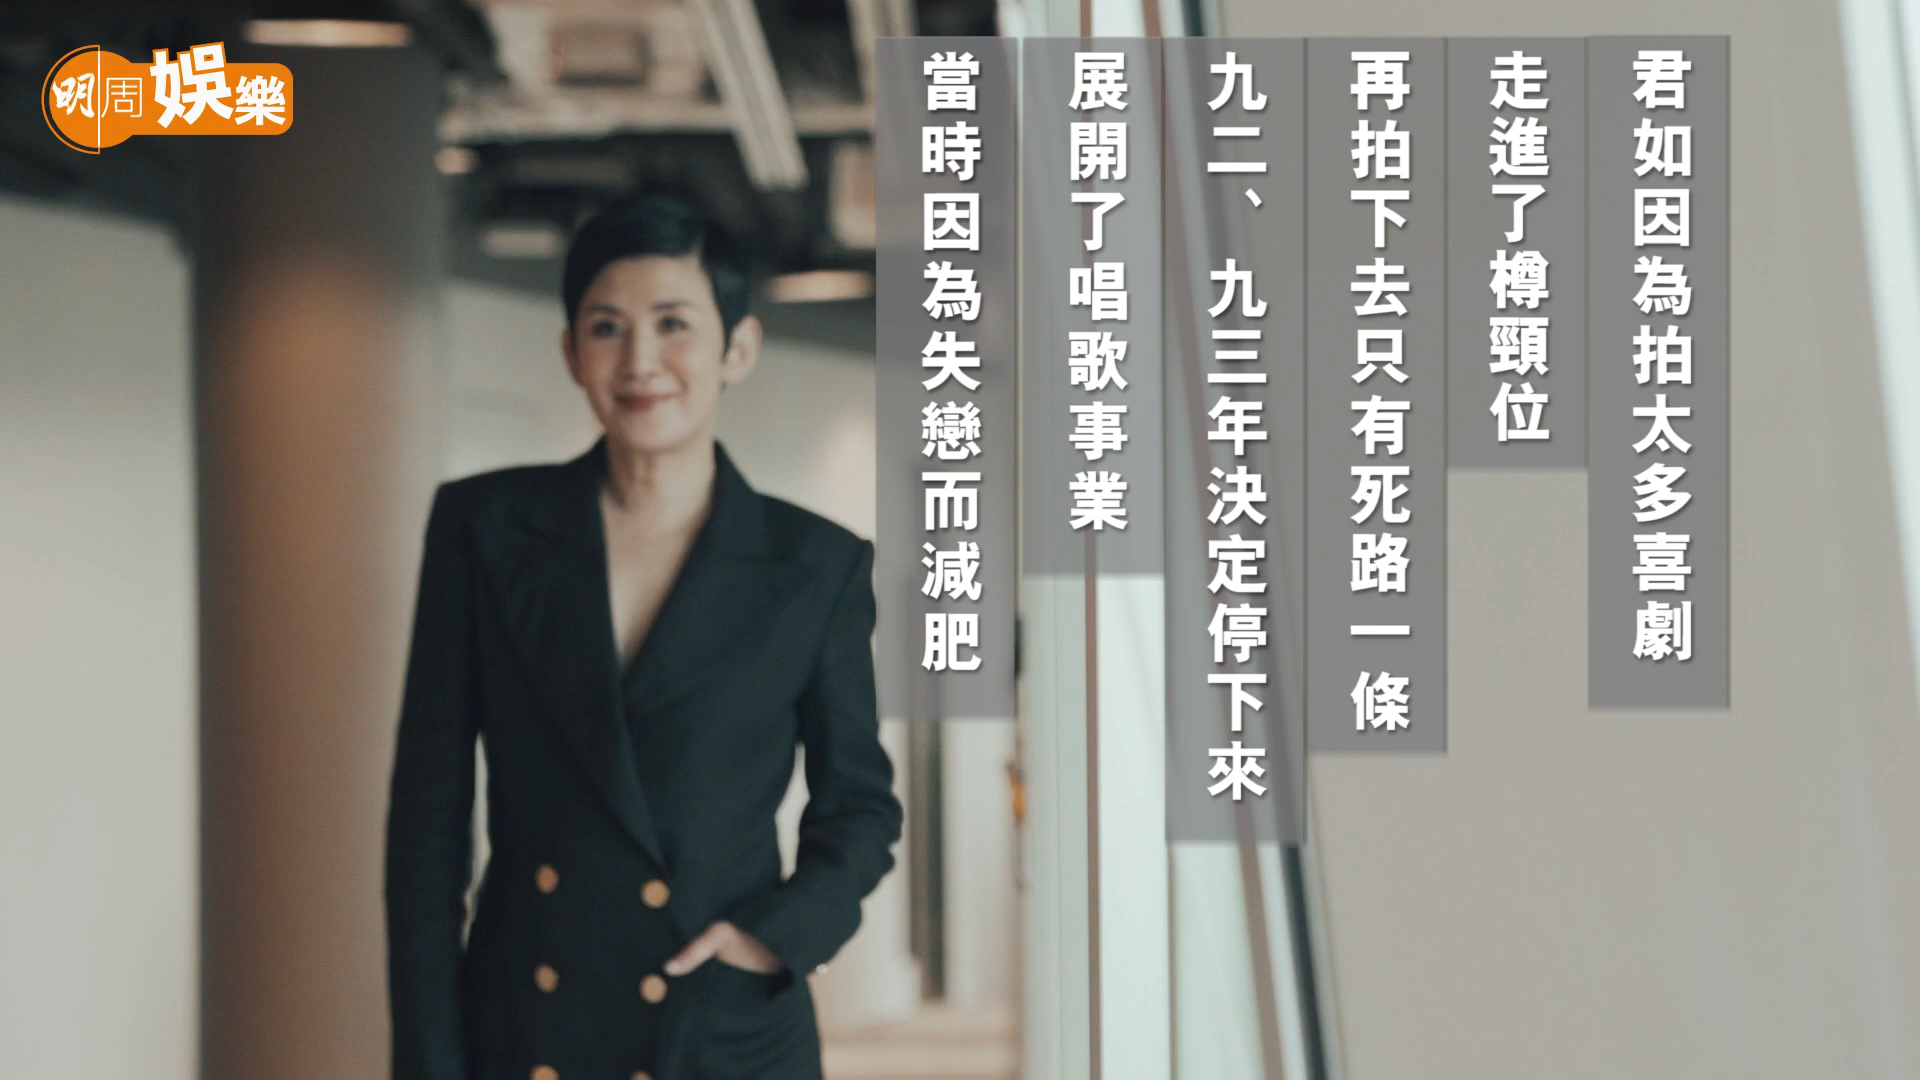 明周娛樂
君如因為拍太多喜劇
走進了樽頸位
再拍下去只有死路一條
九二、九三年決定停下來
展開了唱歌事業
當時因為失戀而減肥